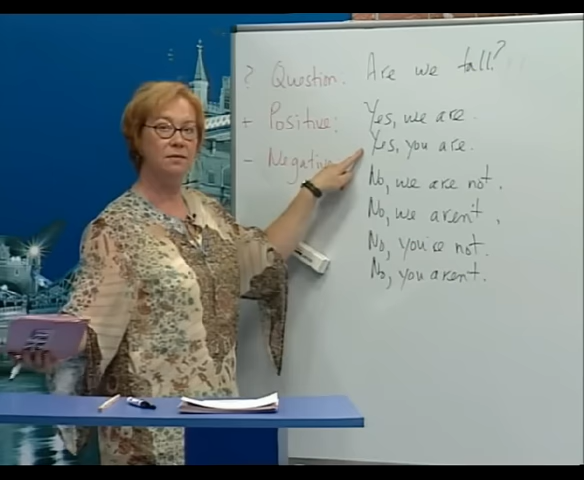 ? Question. Are we tall?
+ Positive: Yes, we are.
Yes, you are.
- Negative
No, we are not.
No, we aren't.
No, you're not.
No, you aren't.